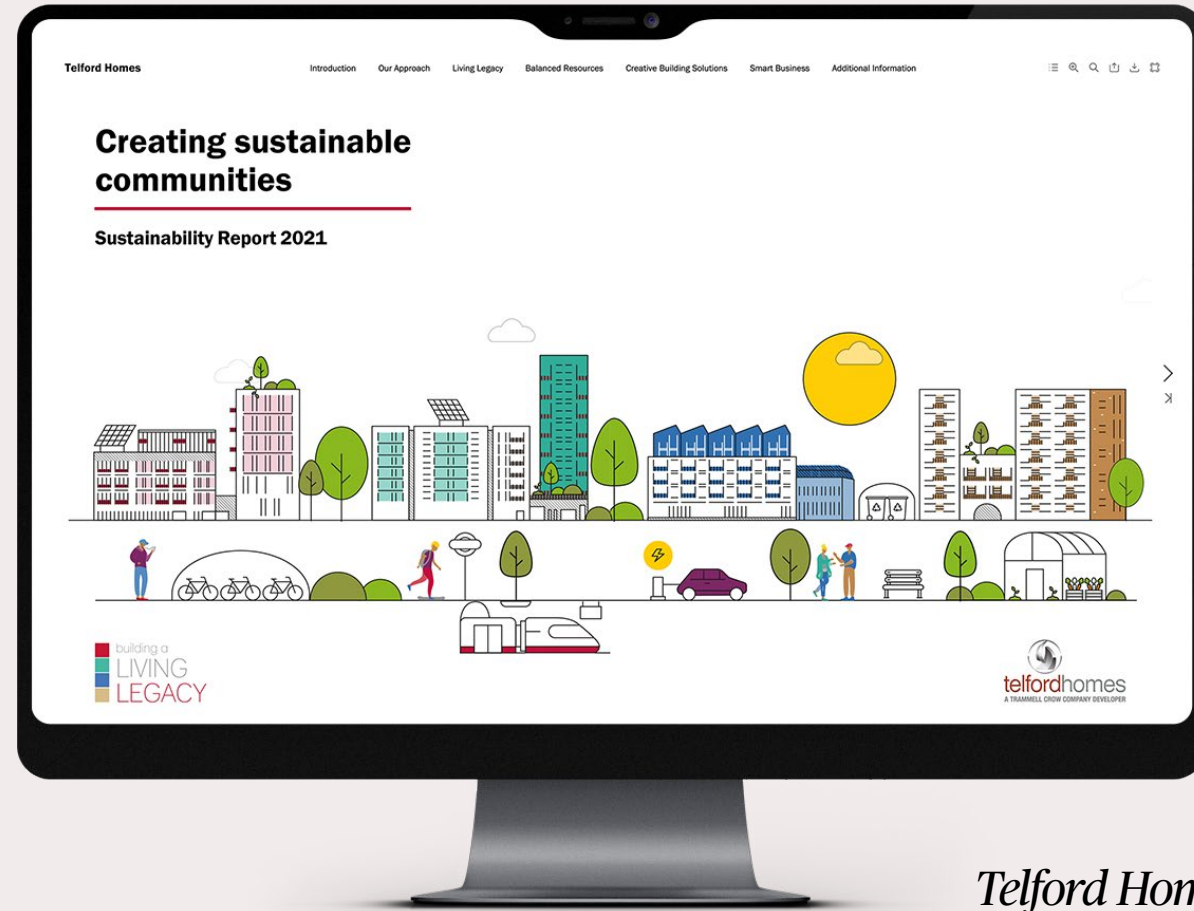 Telford Homes
Introduction Our Approach Living Legacy Balanced Resources Creative Building Solutions Smart Business Additional Information
Creating sustainable
communities
Sustainability Report 2021
building a
LIVING
LEGACY
telfordhomes
A TRAMMELL CROW COMPANY DEVELOPER
Telford Hom